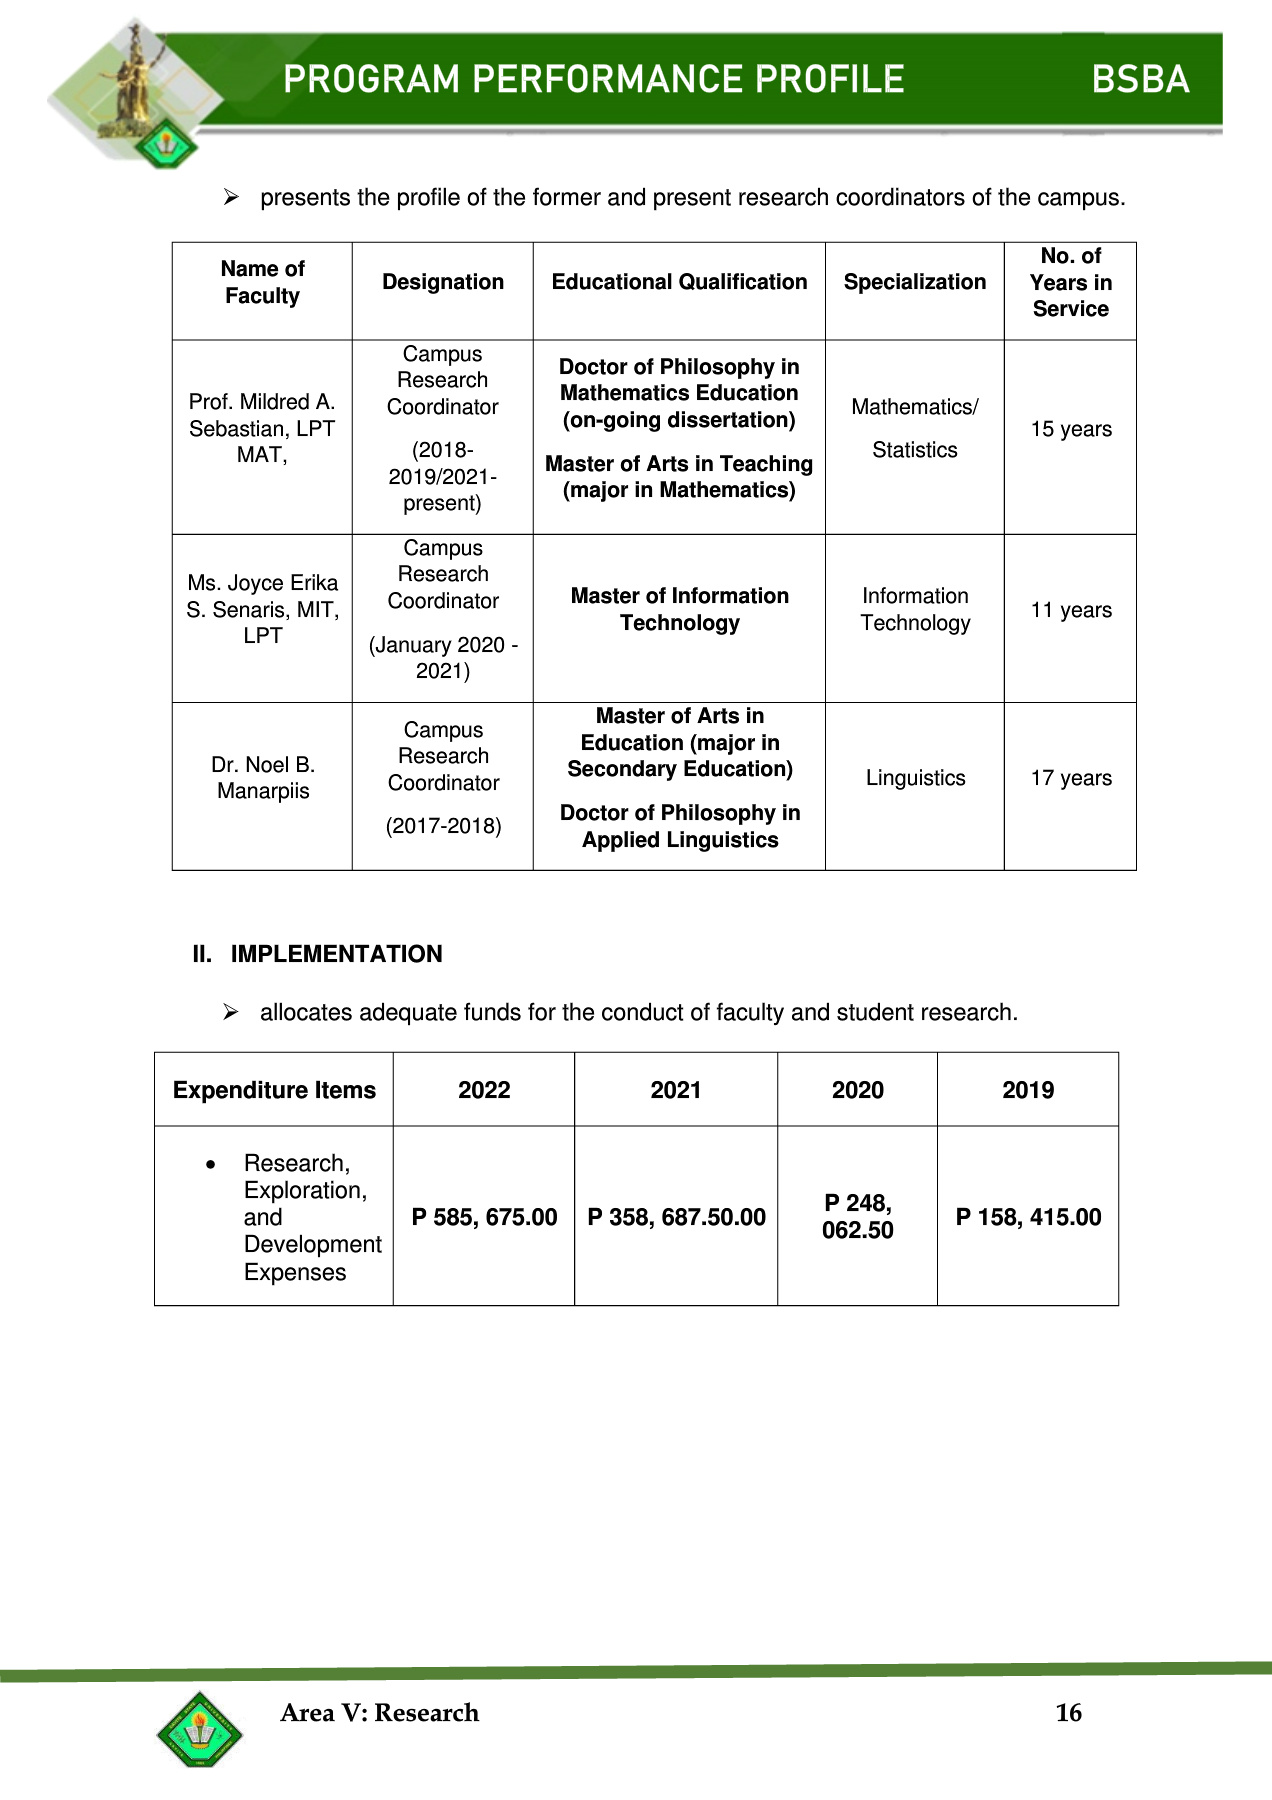 PROGRAM PERFORMANCE PROFILE BSBA
➢ presents the profile of the former and present research coordinators of the campus.
Name of Faculty
Designation
Educational Qualification
Specialization
No. of Years in Service
Prof. Mildred A.
Sebastian, LPT
MAT,
Campus
Research
Coordinator
(2018-
2019/2021-
present)
Doctor of Philosophy in
Mathematics Education
(on-going dissertation)
Master of Arts in Teaching
(major in Mathematics)
Mathematics/
Statistics
15 years
Ms. Joyce Erika
S. Senaris, MIT,
LPT
Campus
Research
Coordinator
(January 2020 -
2021)
Master of Information
Technology
Information
Technology
11 years
Dr. Noel B.
Manarpiis
Campus
Research
Coordinator
(2017-2018)
Master of Arts in
Education (major in
Secondary Education)
Doctor of Philosophy in
Applied Linguistics
Linguistics
17 years
II. IMPLEMENTATION
➢ allocates adequate funds for the conduct of faculty and student research.
Expenditure Items 2022 2021 2020 2019
• Research,
Exploration,
and
Development
Expenses
P 585, 675.00
P 358, 687.50.00
P 248,
062.50
P 158, 415.00
Area V: Research 16